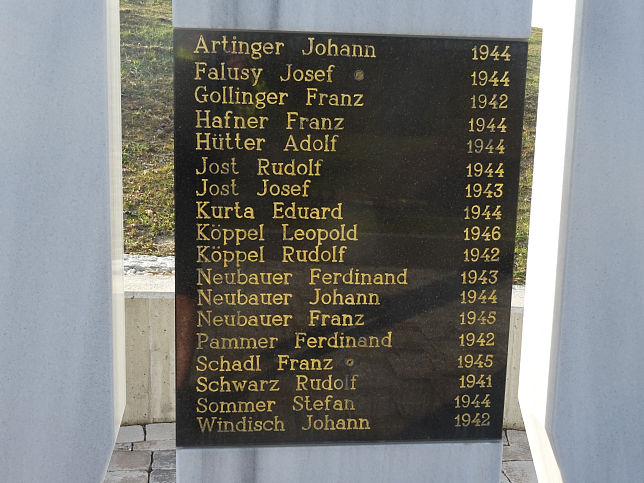 Artinger Johann 1944
Falusy Josef 1944
Gollinger Franz 1942
Hafner Franz 1944
Hütter Adolf 1944
Jost Rudolf 1944
Jost Josef 1943
Kurta Eduard 1944
Köppel Leopold 1946
Köppel Rudolf 1942
Neubauer Ferdinand 1943
Neubauer Johann 1944
Neubauer Franz 1945
Pammer Ferdinand 1942
Schadl Franz 1945
Schwarz Rudolf 1941
Sommer Stefan 1944
Windisch Johann 1942